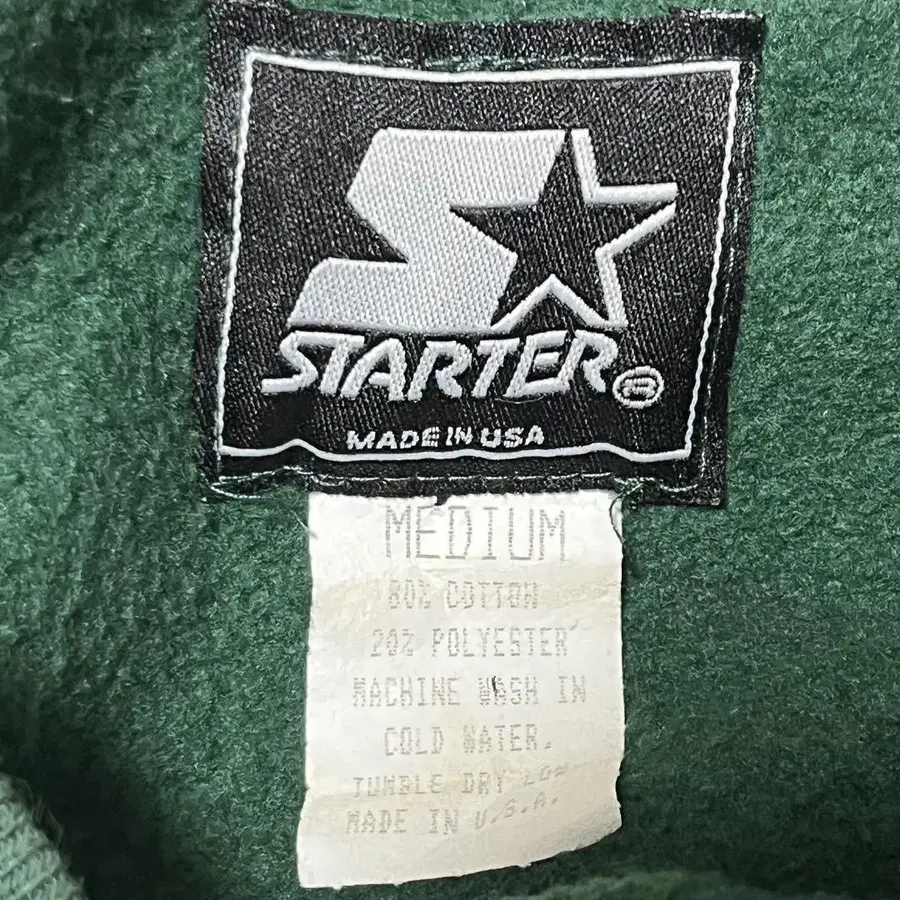 STARTER®
MADE IN USA
MEDIUM
80% COTTON
20% POLYESTER
MACHINE WASH IN
COLD WATER.
TUMBLE DRY LOW
MADE IN U.S.A.